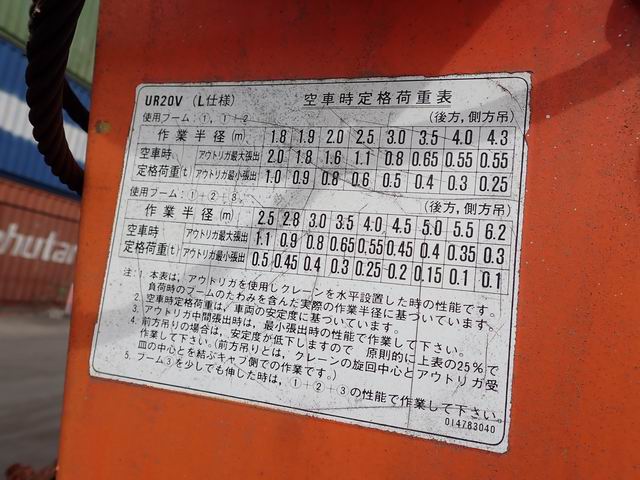 UR20V (L仕様) 空車時定格荷重表
使用ブーム:①,①+② (後方,側方吊)
作業半径(m) 1.8 1.9 2.0 2.5 3.0 3.5 4.0 4.3
空車時 アウトリガ最大張出 2.0 1.8 1.6 1.1 0.8 0.65 0.55 0.55
定格荷重(t) アウトリガ最小張出 1.0 0.9 0.8 0.6 0.5 0.4 0.3 0.25
使用ブーム:①+②+③ (後方,側方吊)
作業半径(m) 2.5 2.8 3.0 3.5 4.0 4.5 5.0 5.5 6.2
空車時 アウトリガ最大張出 1.1 0.9 0.8 0.65 0.55 0.45 0.4 0.35 0.3
定格荷重(t) アウトリガ最小張出 0.5 0.45 0.4 0.3 0.25 0.2 0.15 0.1 0.1
注:1. 本表は,アウトリガを使用しクレーンを水平設置した時の性能です。
負荷時のブームのたわみを含んだ実際の作業半径に基づいています。
2. 空車時定格荷重は,車両の安定度に基づいています。
3. アウトリガ中間張出時は,最小張出時の性能で作業して下さい。
4. 前方吊りの場合は,安定度が低下しますので 原則的に上表の25%で
作業して下さい。(前方吊りとは,クレーンの旋回中心とアウトリガ受
皿の中心とを結ぶキャブ側での作業です。)
5. ブーム③を少しでも伸した時は,①+②+③の性能で作業して下さい。
014783040
hutan